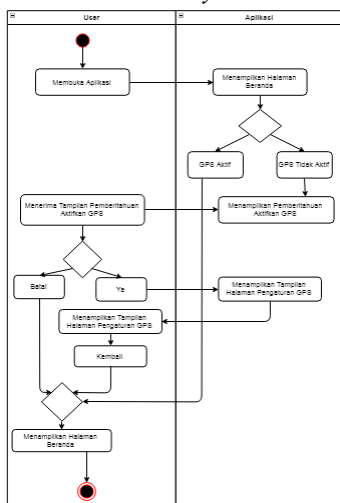 User
Aplikasi
Membuka Aplikasi
Menampilkan Halaman
Beranda
GPS Aktif
GPS Tidak Aktif
Menerima Tampilan Pemberitahuan
Aktifkan GPS
Menampilkan Pemberitahuan
Aktifkan GPS
Batal
Ya
Menampilkan Tampilan
Halaman Pengaturan GPS
Menampilkan Tampilan
Halaman Pengaturan GPS
Kembali
Menampilkan Halaman
Beranda